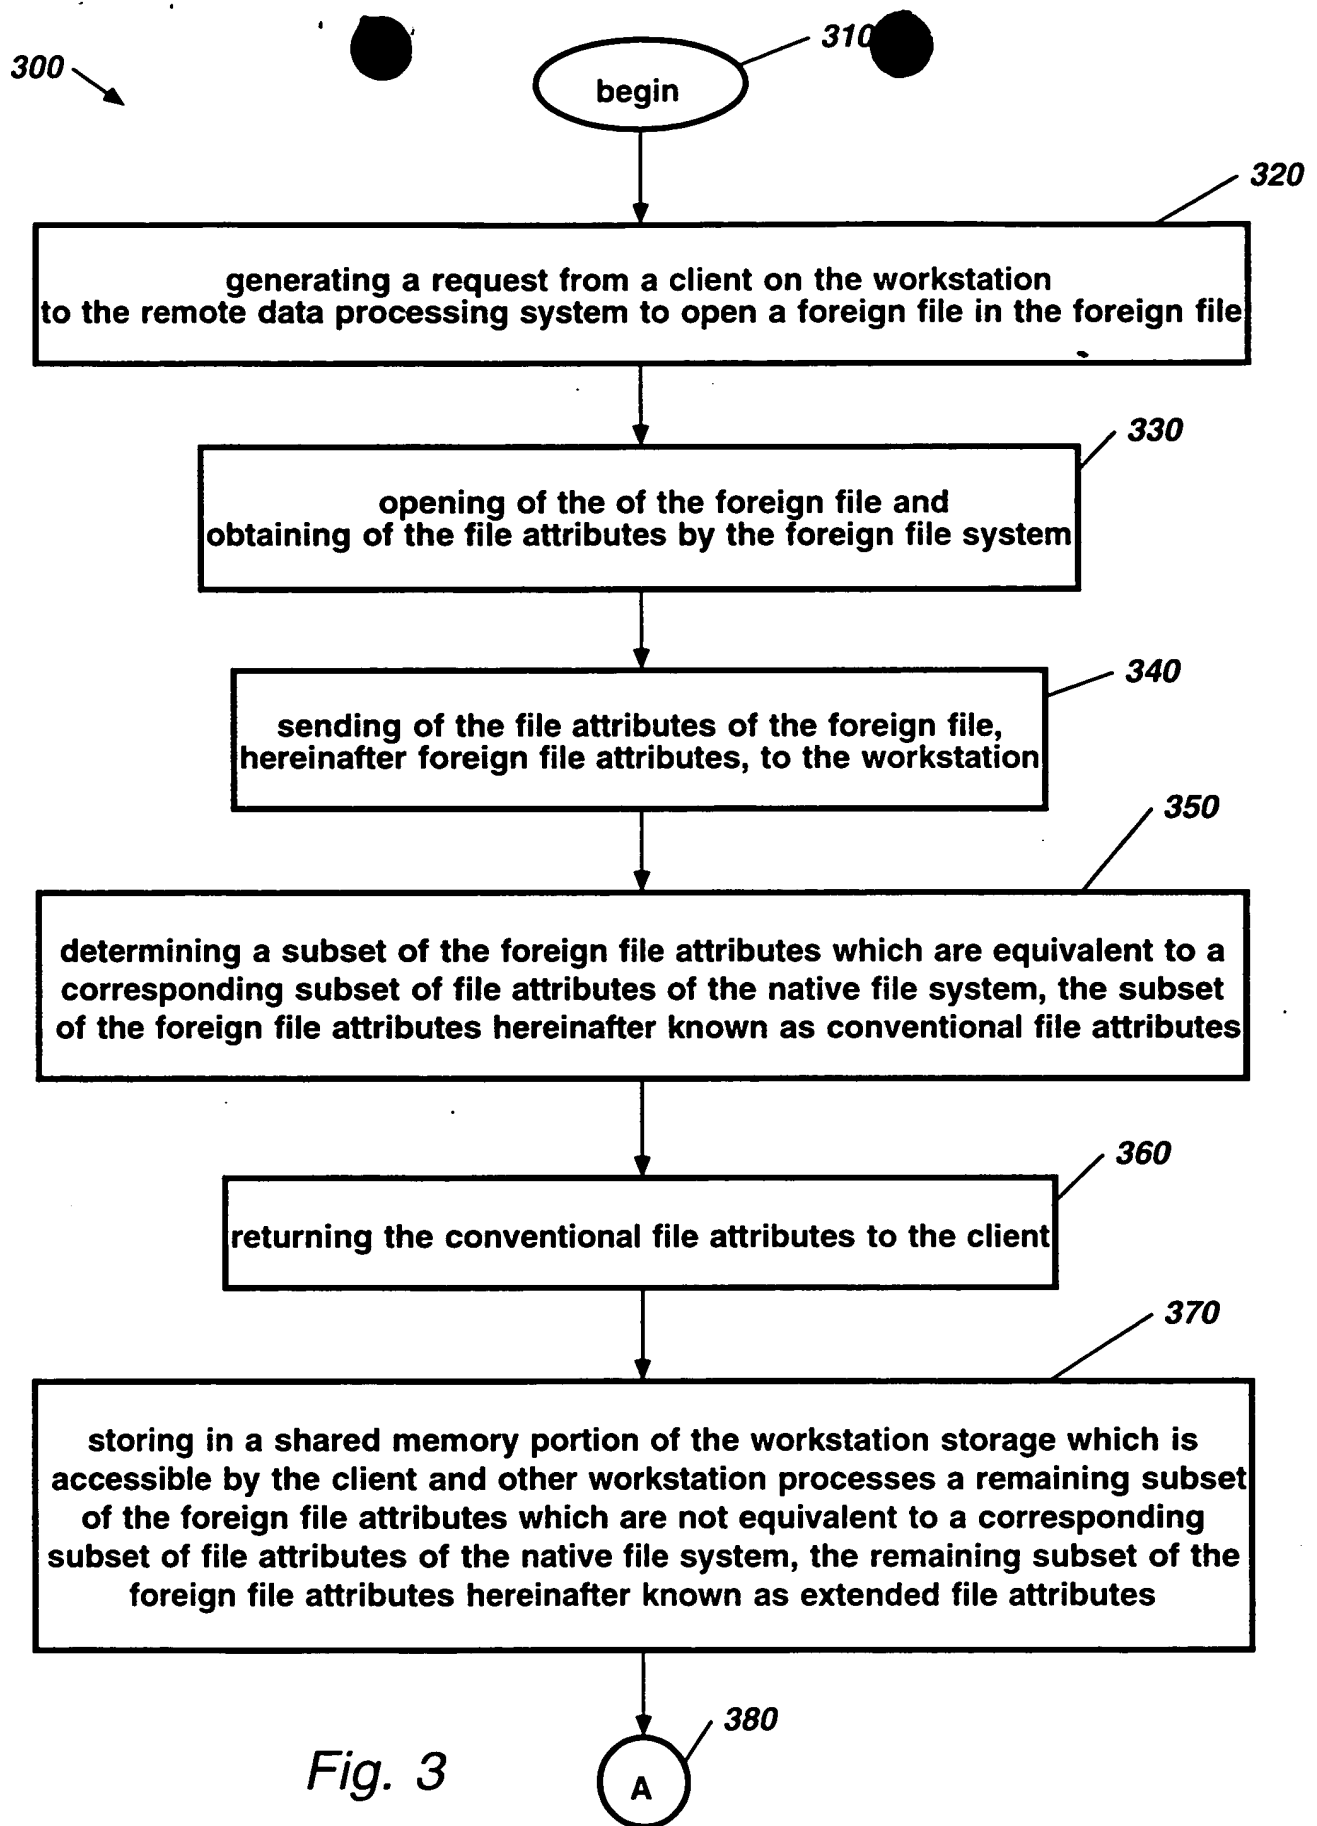 300
310
begin
320
generating a request from a client on the workstation
to the remote data processing system to open a foreign file in the foreign file
330
opening of the of the foreign file and
obtaining of the file attributes by the foreign file system
340
sending of the file attributes of the foreign file,
hereinafter foreign file attributes, to the workstation
350
determining a subset of the foreign file attributes which are equivalent to a
corresponding subset of file attributes of the native file system, the subset
of the foreign file attributes hereinafter known as conventional file attributes
360
returning the conventional file attributes to the client
370
storing in a shared memory portion of the workstation storage which is
accessible by the client and other workstation processes a remaining subset
of the foreign file attributes which are not equivalent to a corresponding
subset of file attributes of the native file system, the remaining subset of the
foreign file attributes hereinafter known as extended file attributes
380
A
Fig. 3